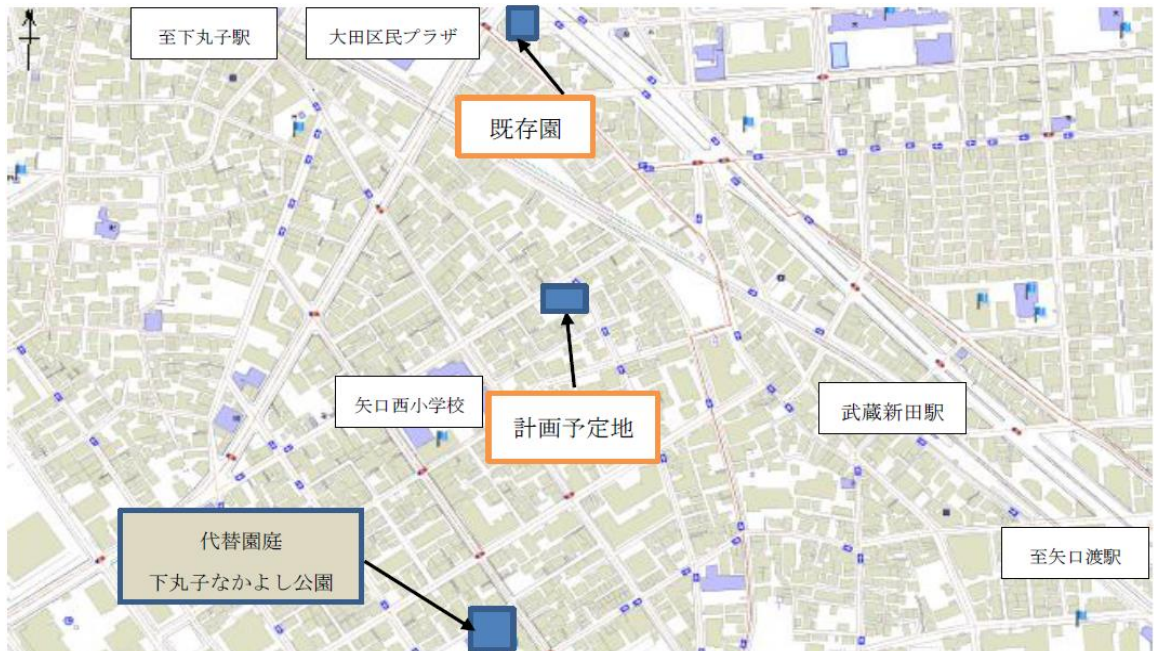 至下丸子駅
大田区民プラザ
既存園
矢口西小学校
計画予定地
武蔵新田駅
代替園庭
下丸子なかよし公園
至矢口渡駅